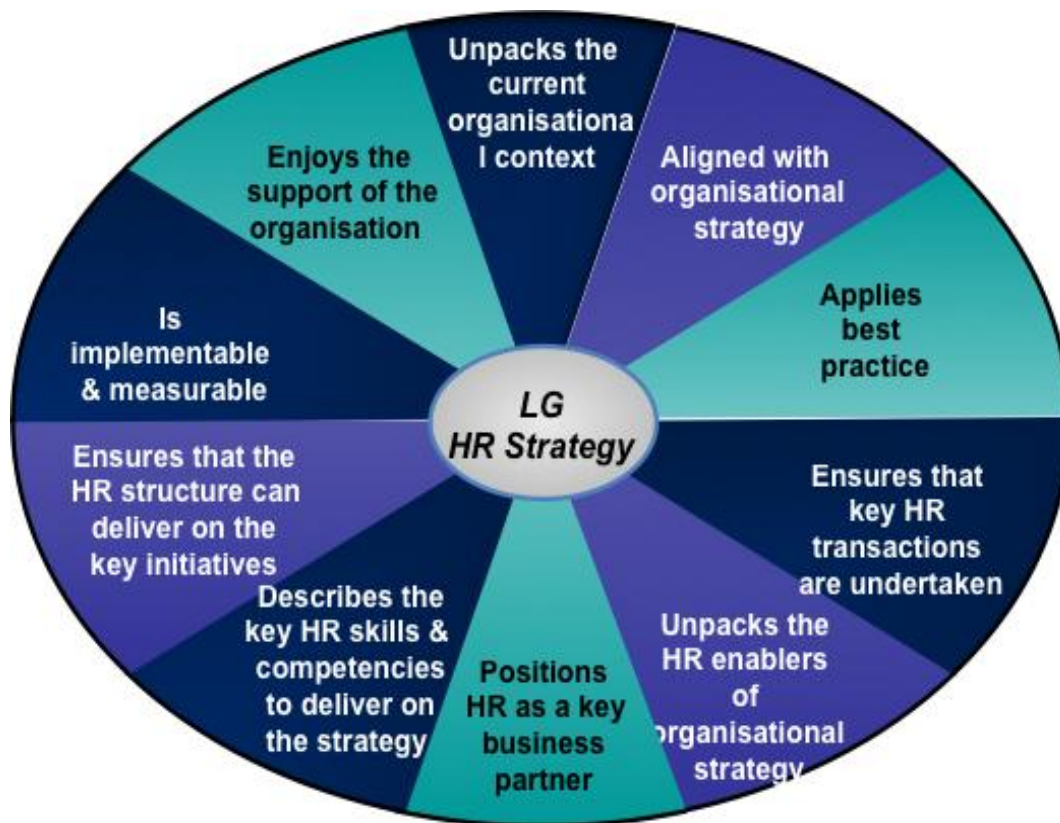 Unpacks the
current
organisationa
l context
Aligned with
organisational
strategy
Applies
best
practice
Ensures that
key HR
transactions
are undertaken
Unpacks the
HR enablers
of
organisational
strategy
Positions
HR as a key
business
partner
Describes the
key HR skills &
competencies
to deliver on
the strategy
Ensures that the
HR structure can
deliver on the
key initiatives
Is
implementable
& measurable
Enjoys the
support of the
organisation
LG
HR Strategy